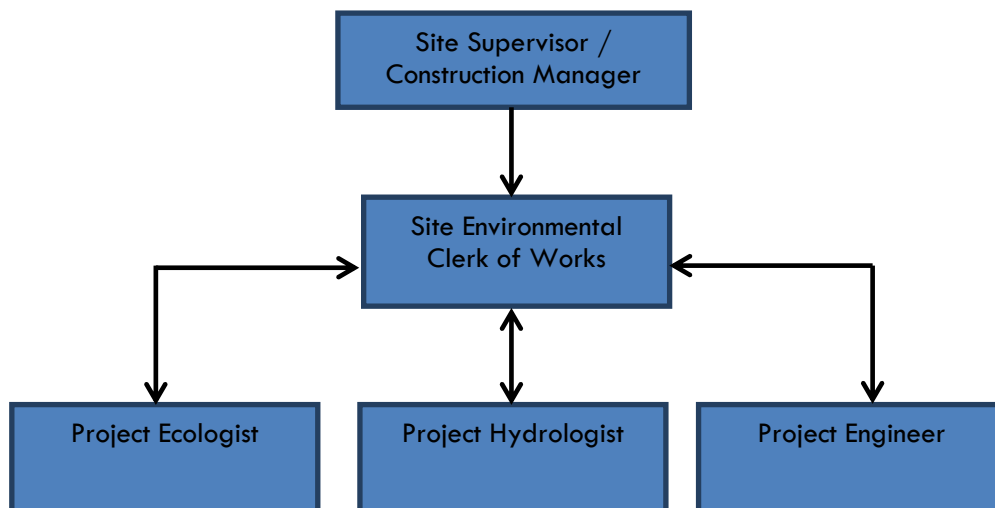 Site Supervisor /
Construction Manager
Site Environmental
Clerk of Works
Project Ecologist
Project Hydrologist
Project Engineer